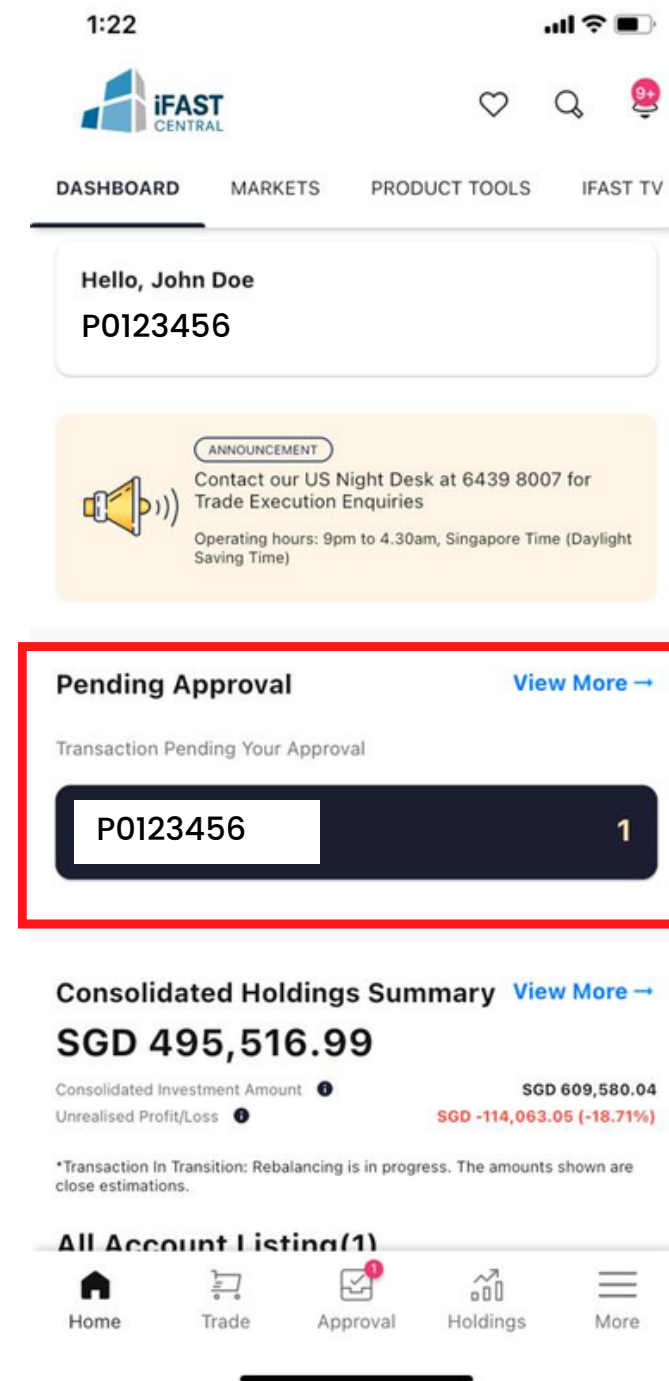 1:22
iFAST
CENTRAL
9+
DASHBOARD MARKETS PRODUCT TOOLS IFAST TV
Hello, John Doe
P0123456
ANNOUNCEMENT
Contact our US Night Desk at 6439 8007 for
Trade Execution Enquiries
Operating hours: 9pm to 4.30am, Singapore Time (Daylight
Saving Time)
Pending Approval View More →
Transaction Pending Your Approval
P0123456 1
Consolidated Holdings Summary View More →
SGD 495,516.99
Consolidated Investment Amount i SGD 609,580.04
Unrealised Profit/Loss i SGD -114,063.05 (-18.71%)
*Transaction In Transition: Rebalancing is in progress. The amounts shown are
close estimations.
All Account Listing(1)
1
Home Trade Approval Holdings More